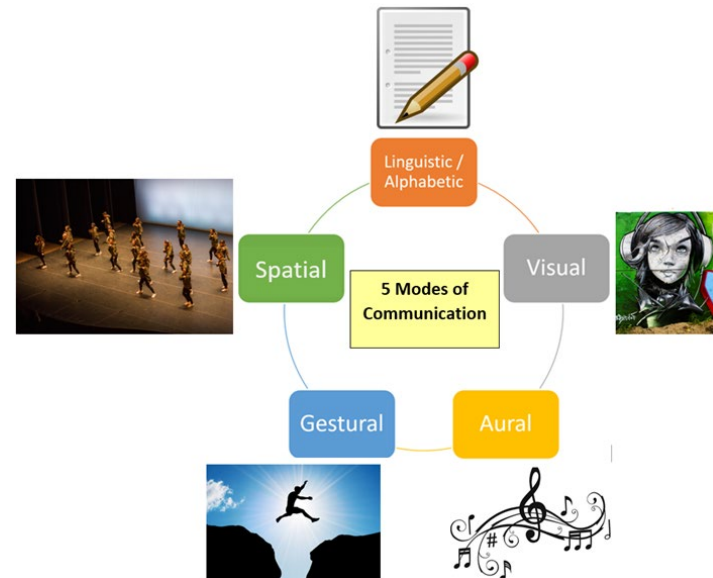 Linguistic /
Alphabetic
Spatial
Visual
5 Modes of
Communication
Gestural
Aural